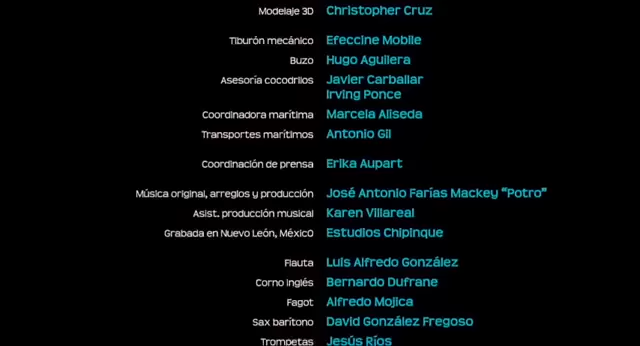 Modelaje 3D Christopher Cruz
Tiburón mecánico Efeccine Mobile
Buzo Hugo Aguilera
Asesoría cocodrilos Javier Carballar
Irving Ponce
Coordinadora marítima Marcela Aliseda
Transportes marítimos Antonio Gil
Coordinación de prensa Erika Aupart
Música original, arreglos y producción José Antonio Farías Mackey "Potro"
Asist. producción musical Karen Villareal
Grabada en Nuevo León, México Estudios Chipinque
Flauta Luis Alfredo González
Corno inglés Bernardo Dufrane
Fagot Alfredo Mojica
Sax barítono David González Fregoso
Trompetas Jesús Ríos